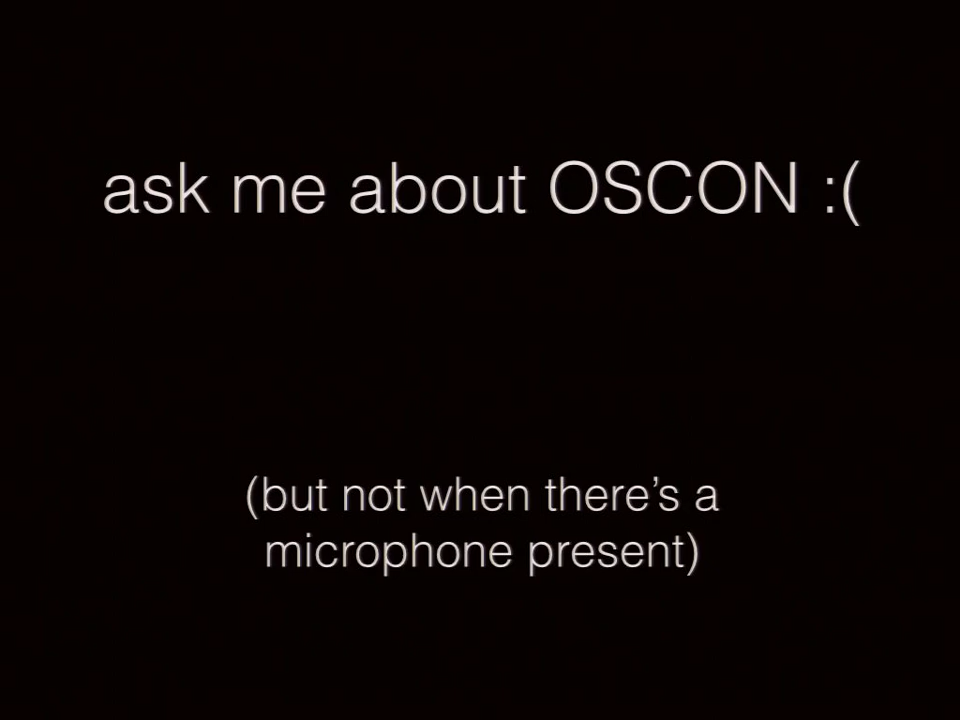 ask me about OSCON :(
(but not when there’s a
microphone present)